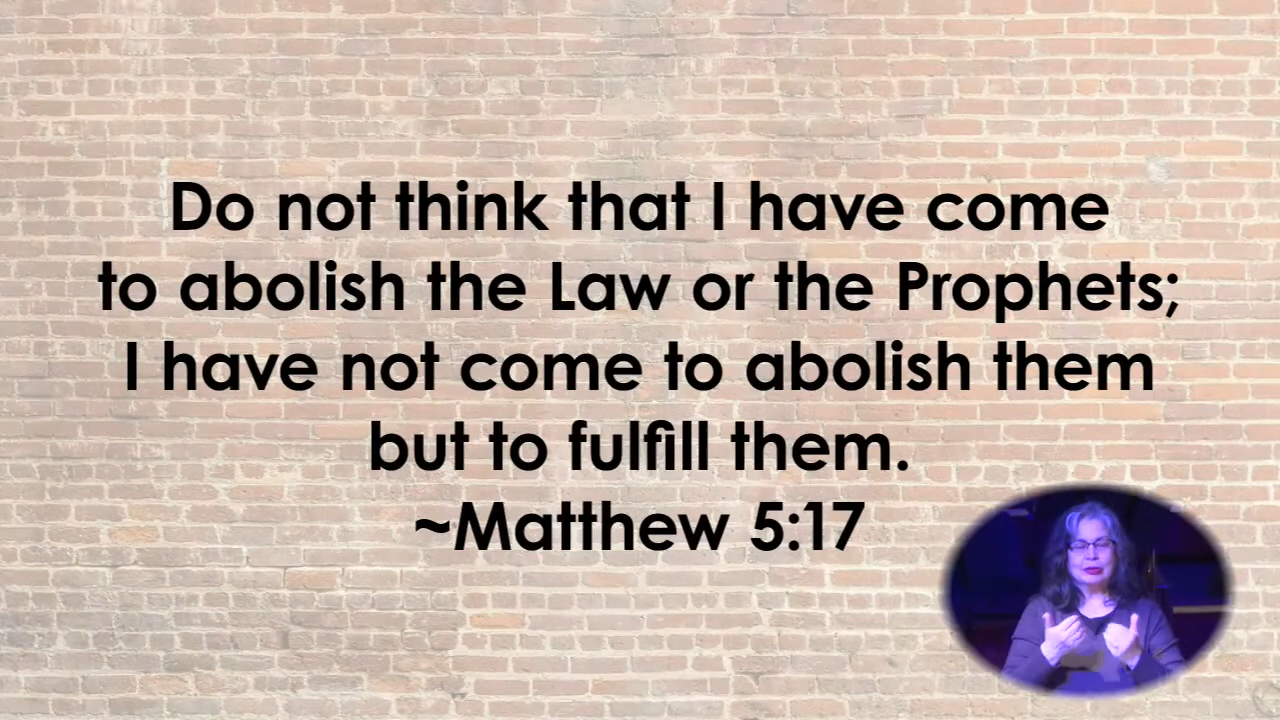 Do not think that I have come
to abolish the Law or the Prophets;
I have not come to abolish them
but to fulfill them.
~Matthew 5:17